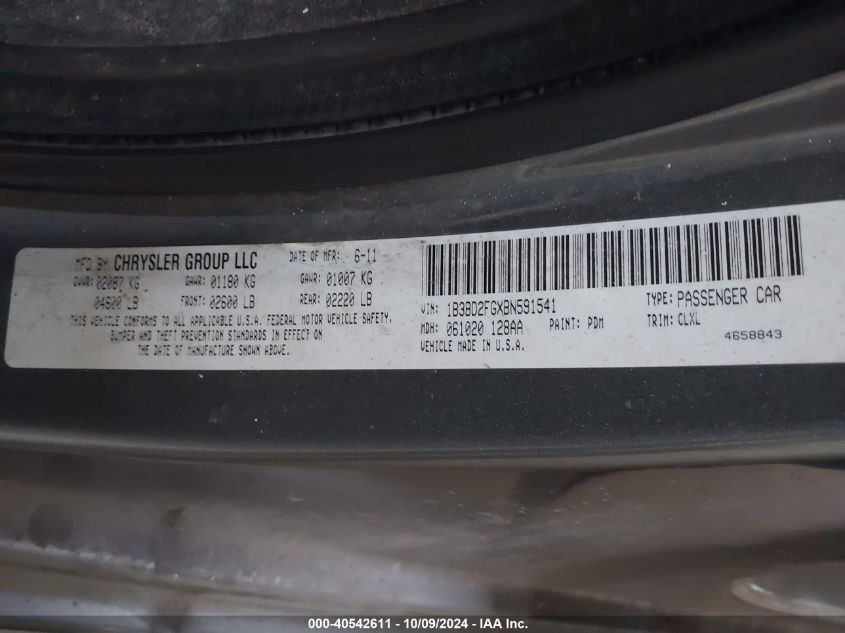 MFD BY CHRYSLER GROUP LLC DATE OF MFR: 6-11
GVWR: 02087 KG GAWR: 01180 KG GAWR: 01007 KG
04600 LB FRONT: 02600 LB REAR: 02220 LB
THIS VEHICLE CONFORMS TO ALL APPLICABLE U.S.A. FEDERAL MOTOR VEHICLE SAFETY,
BUMPER AND THEFT PREVENTION STANDARDS IN EFFECT ON
THE DATE OF MANUFACTURE SHOWN ABOVE.
VIN: 1B3BD2FGXBN591541 TYPE: PASSENGER CAR
MDH: 061020 128AA PAINT: PDM TRIM: CLXL
VEHICLE MADE IN U.S.A. 4658843
000-40542611 - 10/09/2024 - IAAI.com.